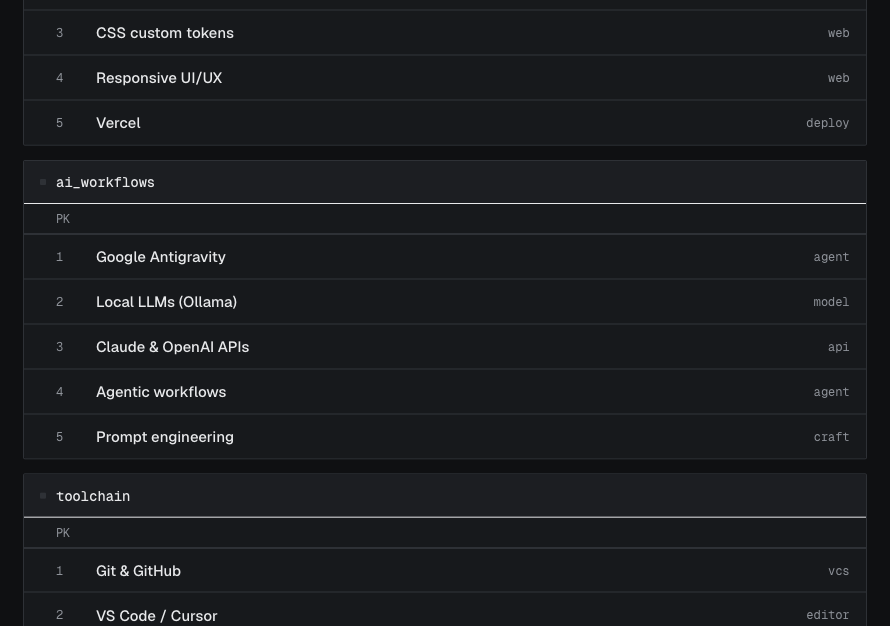 3 CSS custom tokens web
4 Responsive UI/UX web
5 Vercel deploy
ai_workflows
PK
1 Google Antigravity agent
2 Local LLMs (Ollama) model
3 Claude & OpenAI APIs api
4 Agentic workflows agent
5 Prompt engineering craft
toolchain
PK
1 Git & GitHub vcs
2 VS Code / Cursor editor